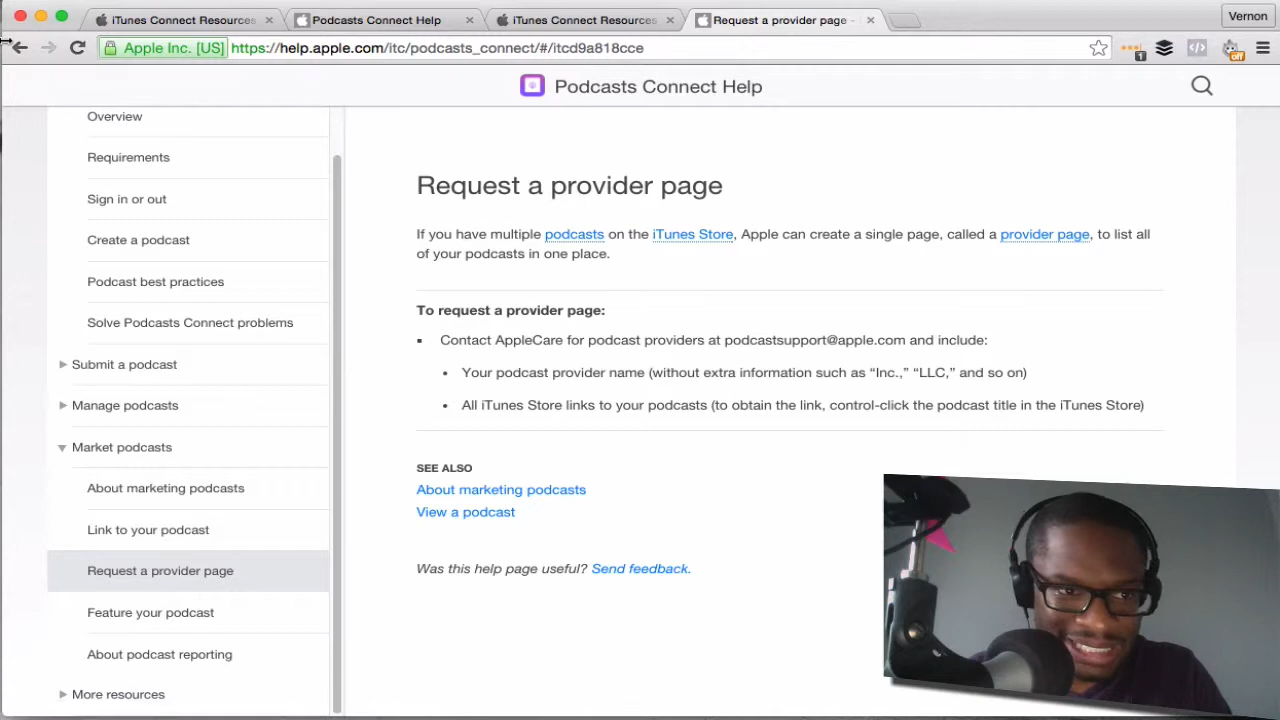 iTunes Connect Resources
Podcasts Connect Help
iTunes Connect Resources
Request a provider page -
Vernon
Apple Inc. [US]
https://help.apple.com/itc/podcasts_connect/#/itcd9a818cce
1
off
Podcasts Connect Help
Overview
Requirements
Sign in or out
Create a podcast
Podcast best practices
Solve Podcasts Connect problems
Submit a podcast
Manage podcasts
Market podcasts
About marketing podcasts
Link to your podcast
Request a provider page
Feature your podcast
About podcast reporting
More resources
Request a provider page
If you have multiple podcasts on the iTunes Store, Apple can create a single page, called a provider page, to list all
of your podcasts in one place.
To request a provider page:
Contact AppleCare for podcast providers at podcastsupport@apple.com and include:
Your podcast provider name (without extra information such as “Inc.,” “LLC,” and so on)
All iTunes Store links to your podcasts (to obtain the link, control-click the podcast title in the iTunes Store)
SEE ALSO
About marketing podcasts
View a podcast
Was this help page useful? Send feedback.